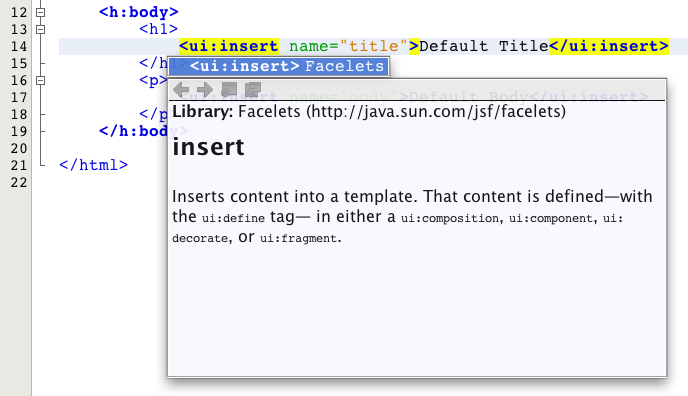 12 <h:body>
13 <h1>
14 <ui:insert name="title">Default Title</ui:insert>
15 </h
<ui:insert> Facelets
16 <p>
17 <ui:insert name="body">Default Body</ui:insert>
18 </p
19 </h:body>
20
21 </html>
22
Library: Facelets (http://java.sun.com/jsf/facelets)
insert
Inserts content into a template. That content is defined—with
the ui:define tag— in either a ui:composition, ui:component, ui:
decorate, or ui:fragment.